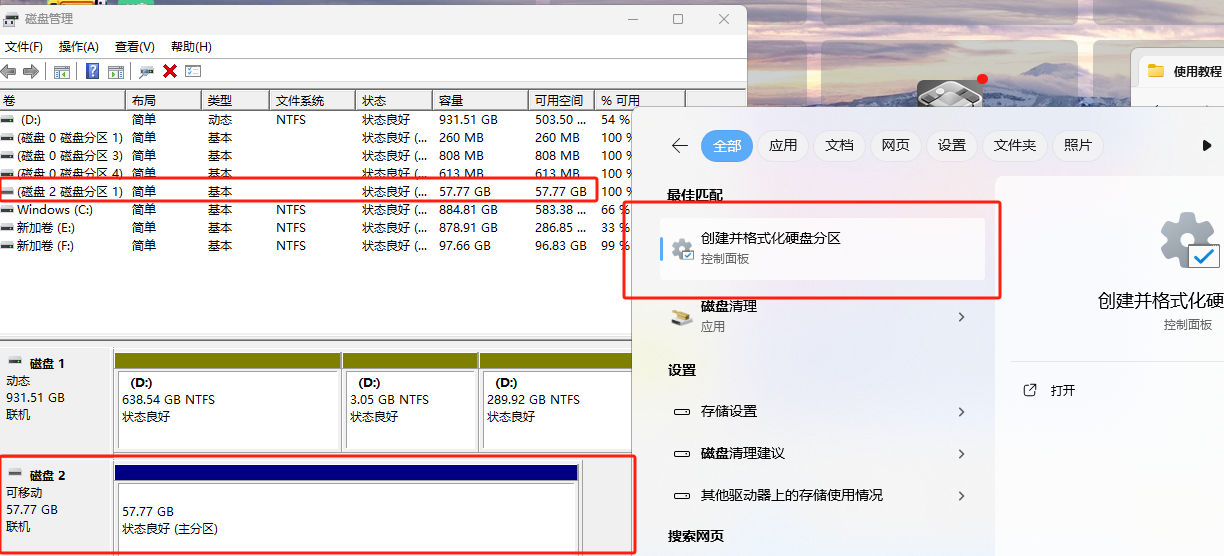 磁盘管理
文件(F) 操作(A) 查看(V) 帮助(H)
卷 布局 类型 文件系统 状态 容量 可用空间 % 可用
(D:) 简单 动态 NTFS 状态良好 931.51 GB 503.50 ... 54 %
(磁盘 0 磁盘分区 1) 简单 基本 状态良好 (... 260 MB 260 MB 100 %
(磁盘 0 磁盘分区 3) 简单 基本 状态良好 (... 808 MB 808 MB 100 %
(磁盘 0 磁盘分区 4) 简单 基本 状态良好 (... 613 MB 613 MB 100 %
(磁盘 2 磁盘分区 1) 简单 基本 状态良好 (... 57.77 GB 57.77 GB 100 %
Windows (C:) 简单 基本 NTFS 状态良好 (... 884.81 GB 583.38 ... 66 %
新加卷 (E:) 简单 基本 NTFS 状态良好 (... 878.91 GB 286.85 ... 33 %
新加卷 (F:) 简单 基本 NTFS 状态良好 (... 97.66 GB 96.83 GB 99 %
磁盘 1
动态
931.51 GB
联机
(D:)
638.54 GB NTFS
状态良好
(D:)
3.05 GB NTFS
状态良好
(D:)
289.92 GB NTFS
状态良好
磁盘 2
可移动
57.77 GB
联机
57.77 GB
状态良好 (主分区)
使用教程
全部 应用 文档 网页 设置 文件夹 照片
最佳匹配
创建并格式化硬盘分区
控制面板
磁盘清理
应用
设置
存储设置
磁盘清理建议
其他驱动器上的存储使用情况
搜索网页
创建并格式化硬
控制面板
打开